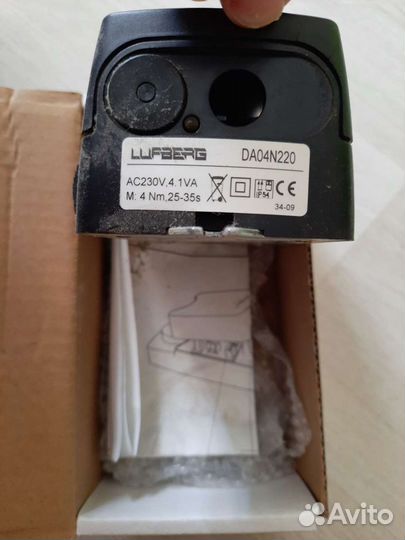 LUFBERG DA04N220
AC230V,4.1VA
M: 4 Nm,25-35s
IP54
CE
34-09
Avito